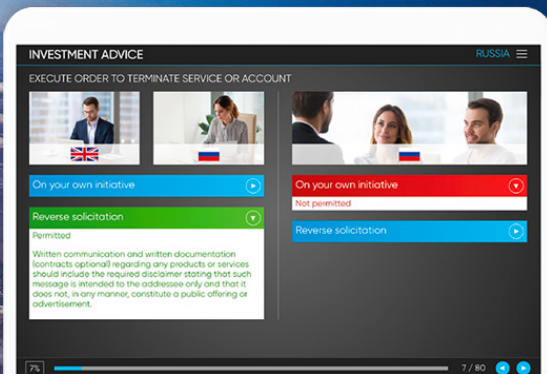 INVESTMENT ADVICE
RUSSIA
EXECUTE ORDER TO TERMINATE SERVICE OR ACCOUNT
On your own initiative
Reverse solicitation
Permitted
Written communication and written documentation
(contracts optional) regarding any products or services
should include the required disclaimer stating that such
message is intended to the addressee only and that it
does not, in any manner, constitute a public offering or
advertisement.
On your own initiative
Not permitted
Reverse solicitation
7%
7 / 80